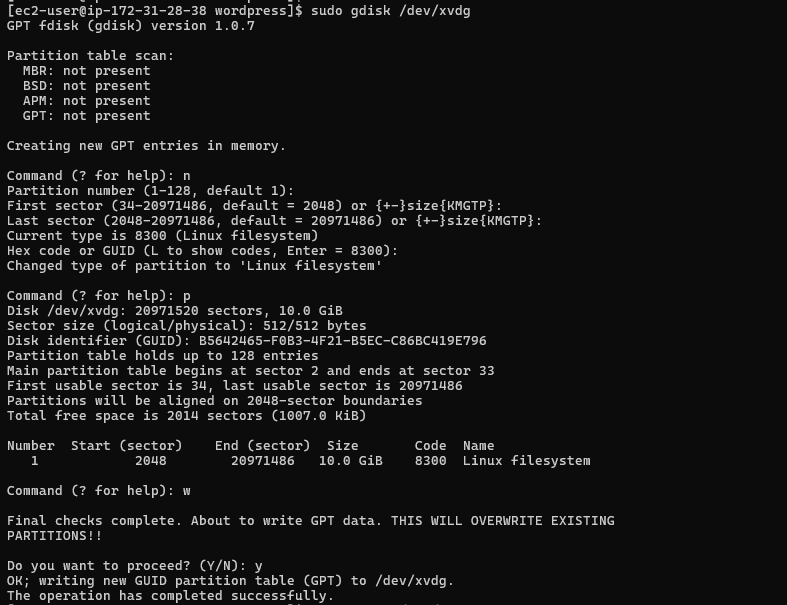 [ec2-user@ip-172-31-28-38 wordpress]$ sudo gdisk /dev/xvdg
GPT fdisk (gdisk) version 1.0.7
Partition table scan:
  MBR: not present
  BSD: not present
  APM: not present
  GPT: not present
Creating new GPT entries in memory.
Command (? for help): n
Partition number (1-128, default 1):
First sector (34-20971486, default = 2048) or {+-}size{KMGTP}:
Last sector (2048-20971486, default = 20971486) or {+-}size{KMGTP}:
Current type is 8300 (Linux filesystem)
Hex code or GUID (L to show codes, Enter = 8300):
Changed type of partition to 'Linux filesystem'
Command (? for help): p
Disk /dev/xvdg: 20971520 sectors, 10.0 GiB
Sector size (logical/physical): 512/512 bytes
Disk identifier (GUID): B5642465-F0B3-4F21-B5EC-C86BC419E796
Partition table holds up to 128 entries
Main partition table begins at sector 2 and ends at sector 33
First usable sector is 34, last usable sector is 20971486
Partitions will be aligned on 2048-sector boundaries
Total free space is 2014 sectors (1007.0 KiB)
Number  Start (sector)    End (sector)  Size       Code  Name
   1            2048        20971486   10.0 GiB    8300  Linux filesystem
Command (? for help): w
Final checks complete. About to write GPT data. THIS WILL OVERWRITE EXISTING
PARTITIONS!!
Do you want to proceed? (Y/N): y
OK; writing new GUID partition table (GPT) to /dev/xvdg.
The operation has completed successfully.